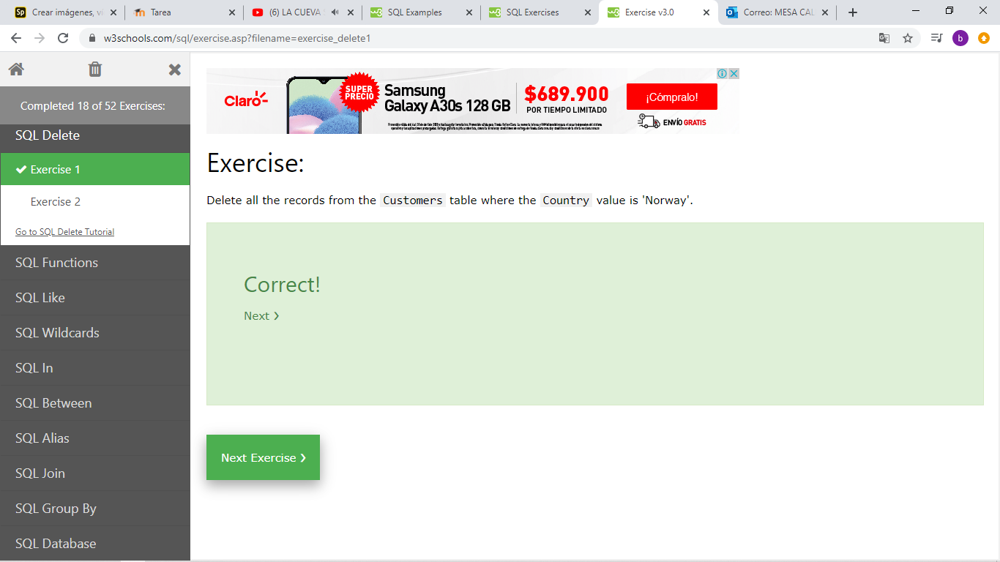 Crear imágenes, ví
Tarea
(6) LA CUEVA
SQL Examples
SQL Exercises
Exercise v3.0
Correo: MESA CAL
w3schools.com/sql/exercise.asp?filename=exercise_delete1
b
Completed 18 of 52 Exercises:
SQL Delete
Exercise 1
Exercise 2
Go to SQL Delete Tutorial
SQL Functions
SQL Like
SQL Wildcards
SQL In
SQL Between
SQL Alias
SQL Join
SQL Group By
SQL Database
Claro
SUPER
PRECIO
Samsung
Galaxy A30s 128 GB
$689.900
POR TIEMPO LIMITADO
¡Cómpralo!
ENVÍO GRATIS
Exercise:
Delete all the records from the Customers table where the Country value is 'Norway'.
Correct!
Next ❯
Next Exercise ❯